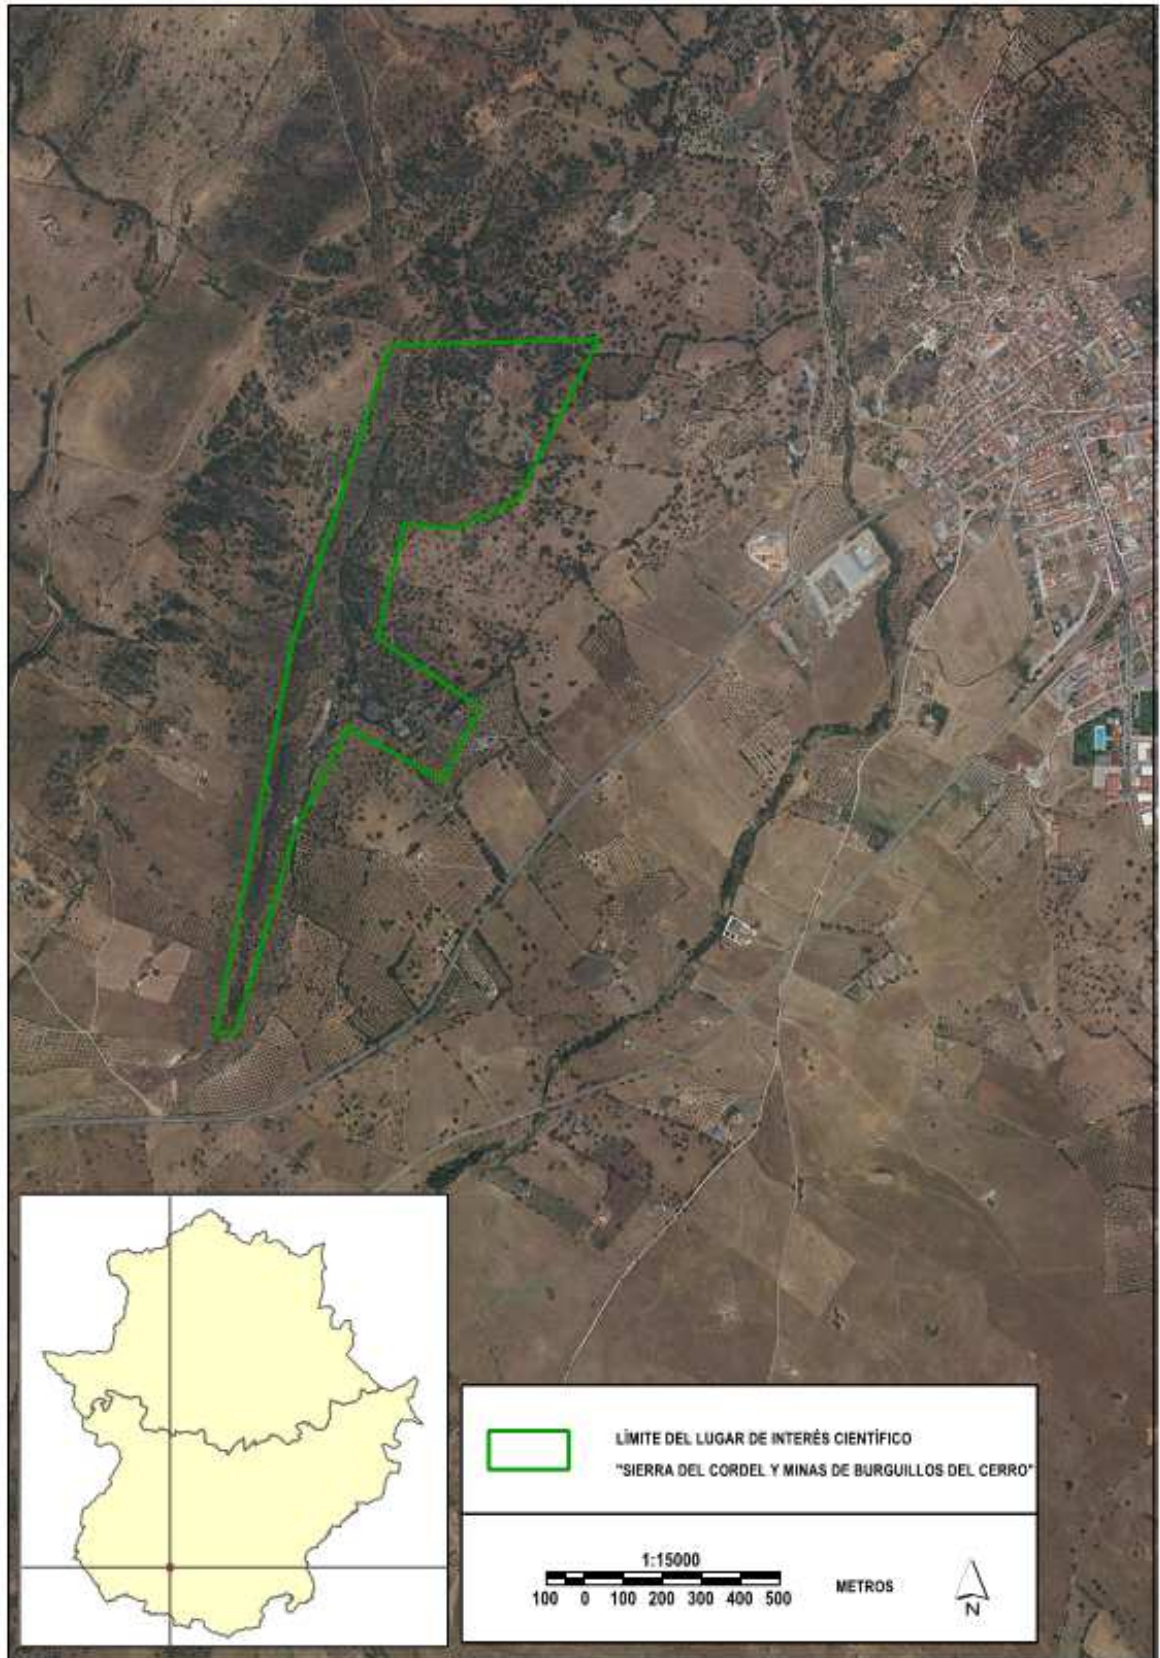 LÍMITE DEL LUGAR DE INTERÉS CIENTÍFICO
"SIERRA DEL CORDEL Y MINAS DE BURGUILLOS DEL CERRO"
1:15000
100 0 100 200 300 400 500
METROS
N